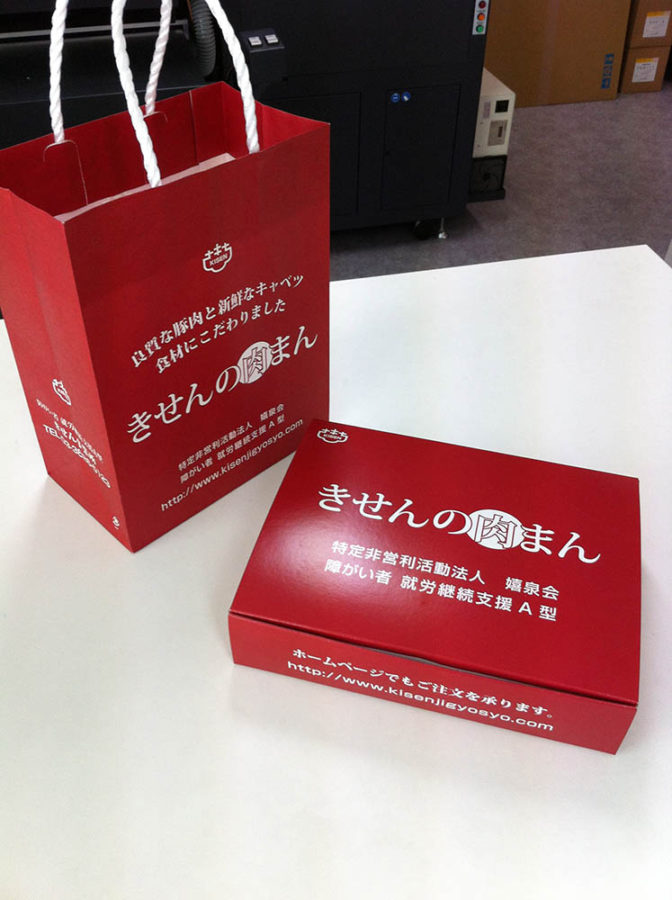 KISEN
良質な豚肉と新鮮なキャベツ
食材にこだわりました
きせんの肉まん
特定非営利活動法人 嬉泉会
障がい者 就労継続支援A型
http://www.kisenjigyosyo.com
TEL
KISEN
きせんの肉まん
特定非営利活動法人 嬉泉会
障がい者 就労継続支援A型
ホームページでもご注文を承ります。
http://www.kisenjigyosyo.com